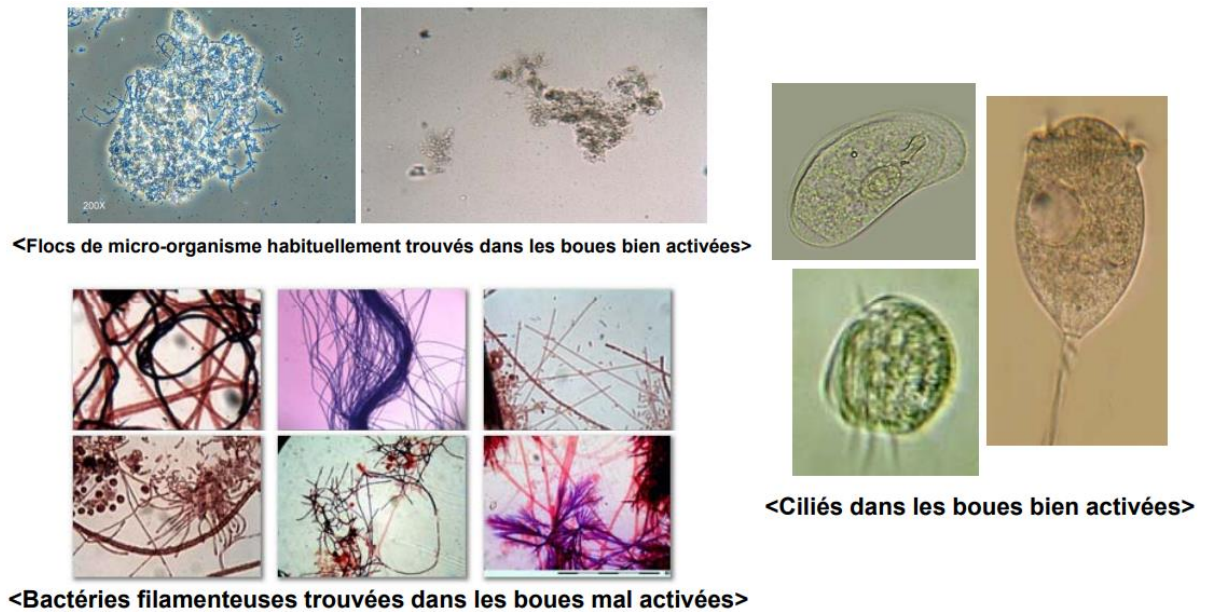 200X
<Flocs de micro-organisme habituellement trouvés dans les boues bien activées>
<Ciliés dans les boues bien activées>
<Bactéries filamenteuses trouvées dans les boues mal activées>